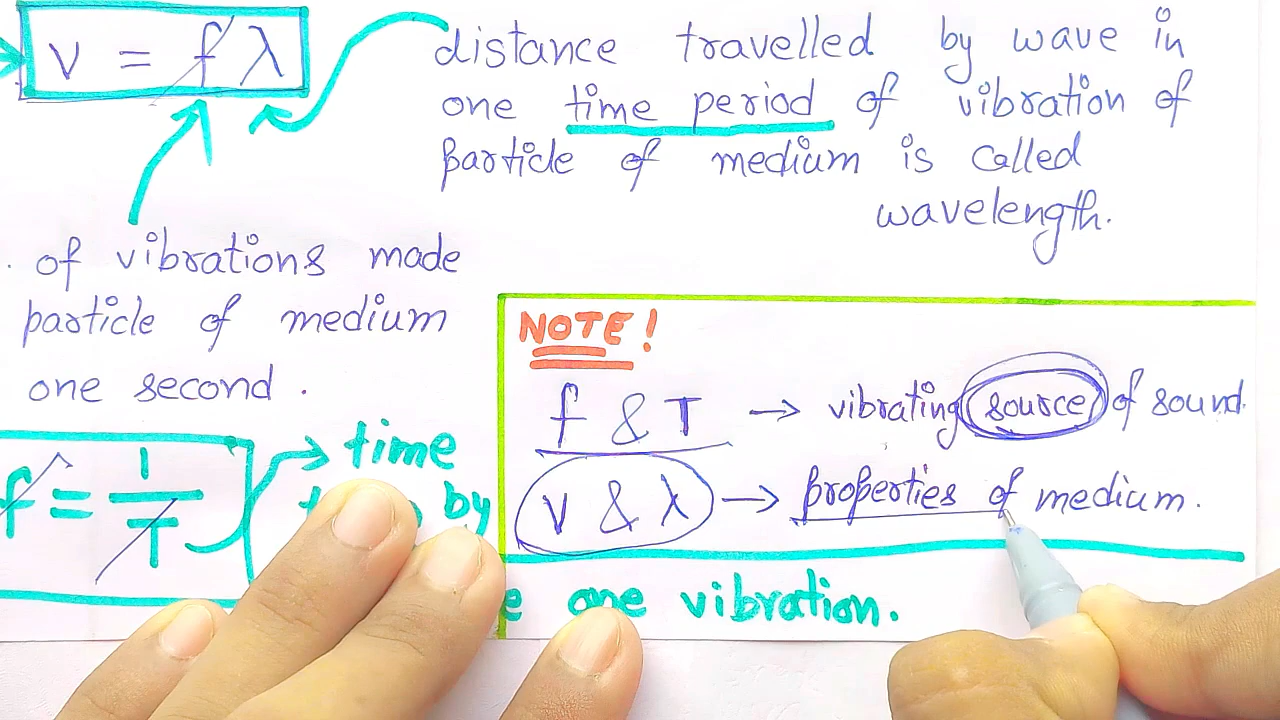 v = fλ
distance travelled by wave in
one time period of vibration of
particle of medium is called
wavelength.
. of vibrations made
particle of medium
one second .
NOTE !
f & T → vibrating source of sound.
v & λ → properties of medium.
f = 1/T → time
by
e one vibration.